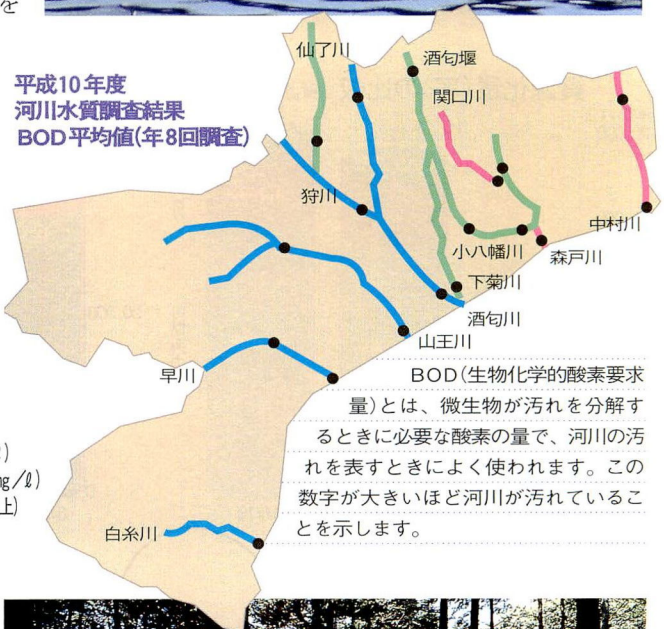 を
平成10年度
河川水質調査結果
BOD平均値(年8回調査)
仙了川
酒匂堰
関口川
狩川
中村川
小八幡川
森戸川
下菊川
酒匂川
山王川
早川
BOD(生物化学的酸素要求
量)とは、微生物が汚れを分解す
るときに必要な酸素の量で、河川の汚
れを表すときによく使われます。この
数字が大きいほど河川が汚れているこ
とを示します。
)
mg/ℓ)
上)
白糸川